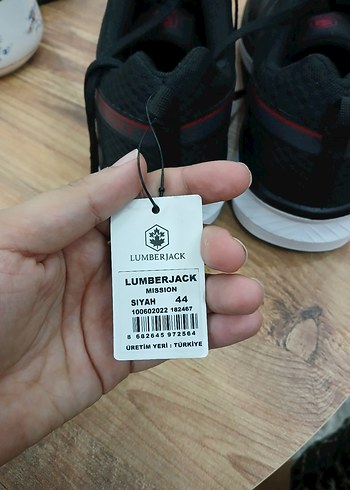 LUMBERJACK
LUMBERJACK
MISSION
SIYAH 44
100602022 182467
8 682645 972564
ÜRETİM YERİ : TÜRKİYE